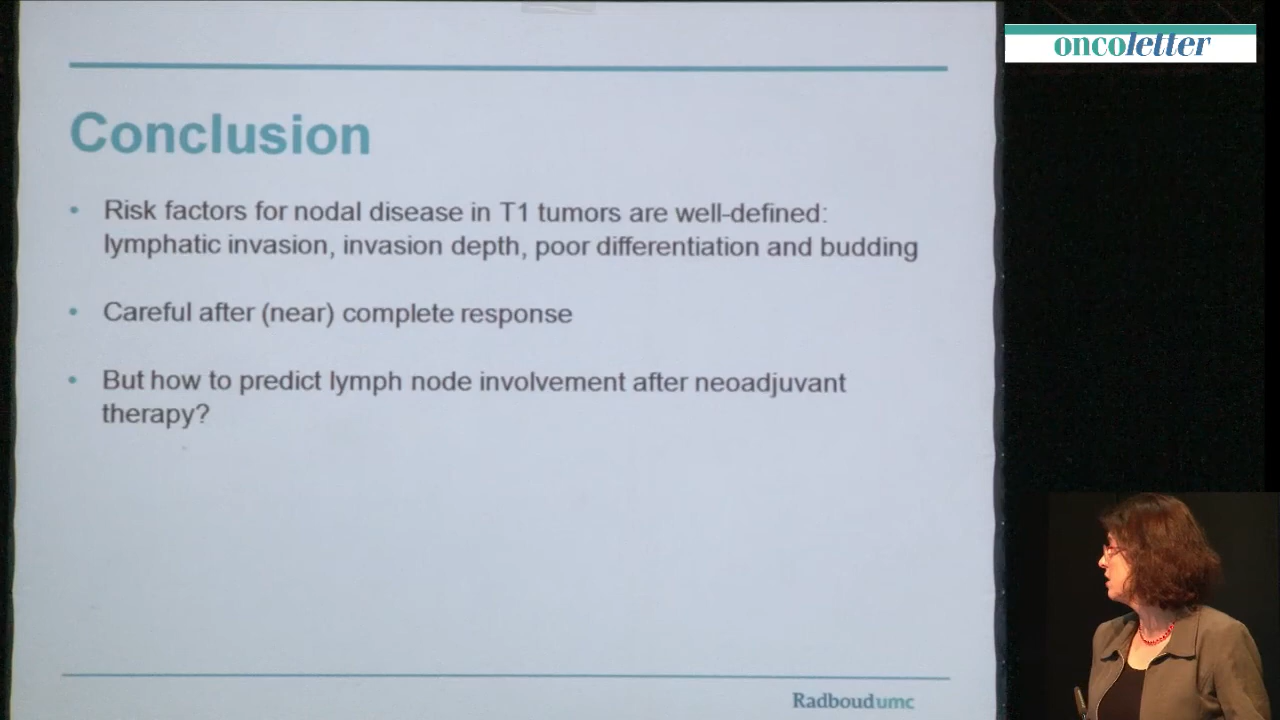 oncoletter
Conclusion
• Risk factors for nodal disease in T1 tumors are well-defined:
lymphatic invasion, invasion depth, poor differentiation and budding
• Careful after (near) complete response
• But how to predict lymph node involvement after neoadjuvant
therapy?
Radboudumc